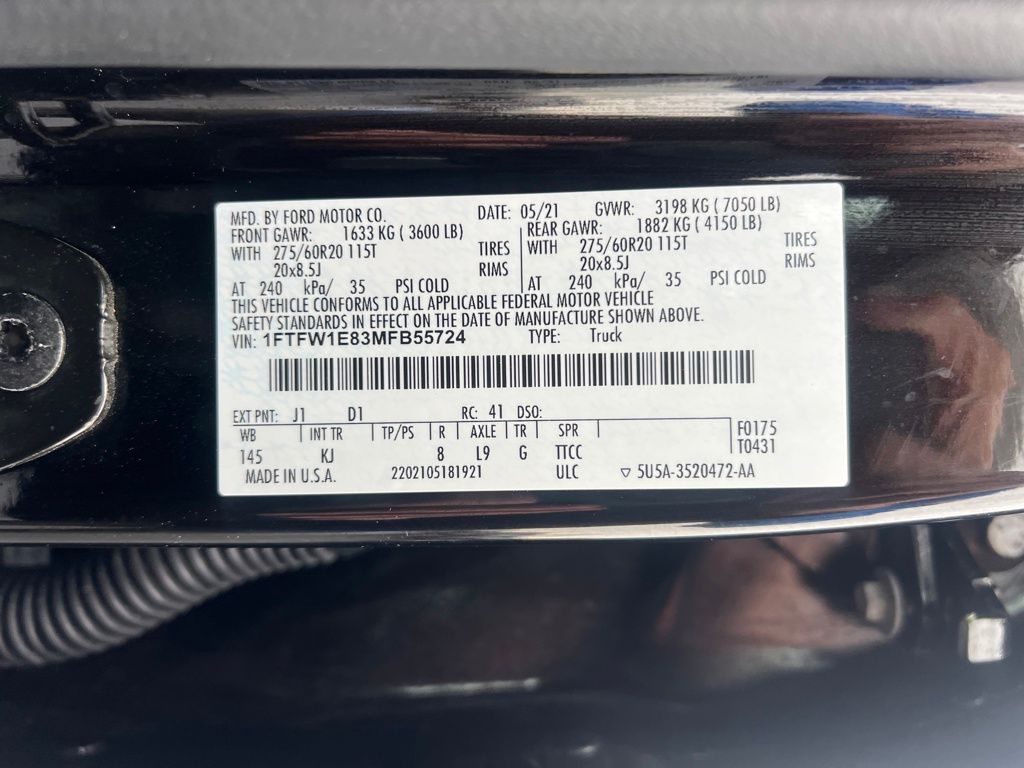 MFD. BY FORD MOTOR CO. DATE: 05/21 GVWR: 3198 KG ( 7050 LB)
FRONT GAWR: 1633 KG ( 3600 LB) REAR GAWR: 1882 KG ( 4150 LB)
WITH 275/60R20 115T TIRES WITH 275/60R20 115T TIRES
20x8.5J RIMS 20x8.5J RIMS
AT 240 kPa/ 35 PSI COLD AT 240 kPa/ 35 PSI COLD
THIS VEHICLE CONFORMS TO ALL APPLICABLE FEDERAL MOTOR VEHICLE
SAFETY STANDARDS IN EFFECT ON THE DATE OF MANUFACTURE SHOWN ABOVE.
VIN: 1FTFW1E83MFB55724 TYPE: Truck
EXT PNT: J1 D1 RC: 41 DSO:
WB INT TR TP/PS R AXLE TR SPR F0175
145 KJ 8 L9 G TTCC T0431
MADE IN U.S.A. 2202105181921 ULC ▽ 5U5A-3520472-AA